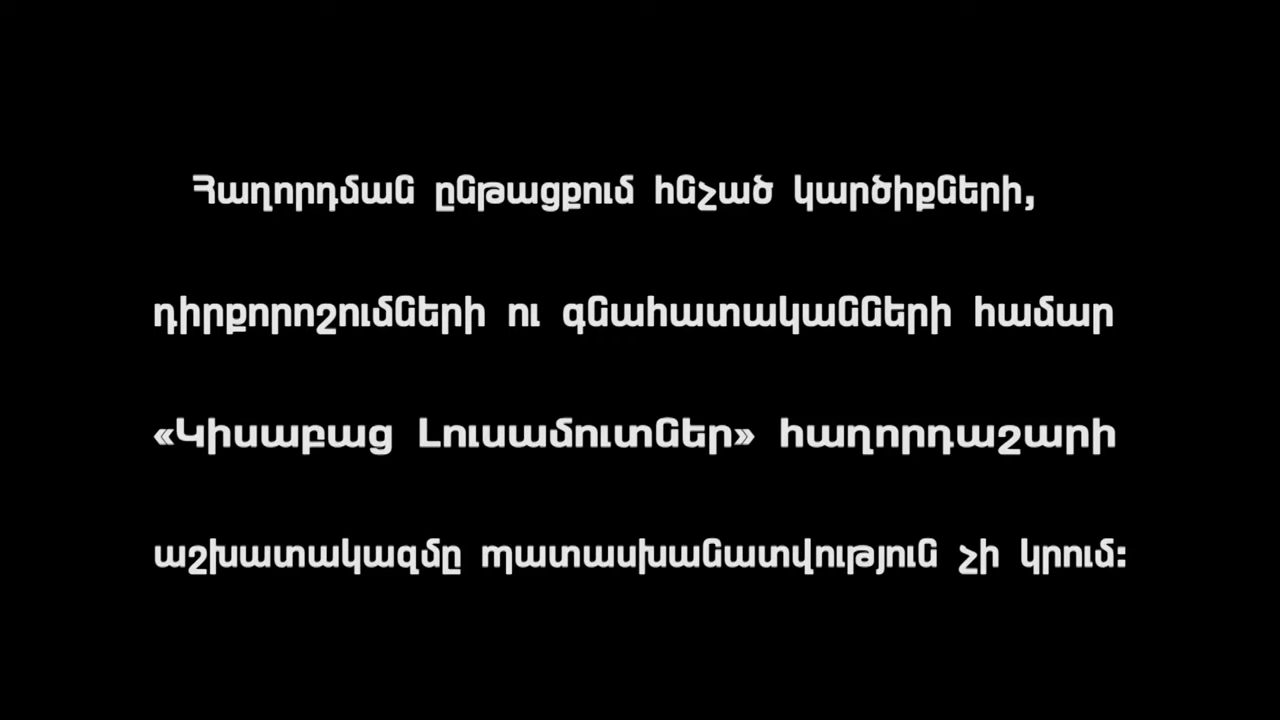 Հաղորդման ընթացքում հնչած կարծիքների,
դիրքորոշումների ու գնահատականների համար
«Կիսաբաց Լուսամուտներ» հաղորդաշարի
աշխատակազմը պատասխանատվություն չի կրում: